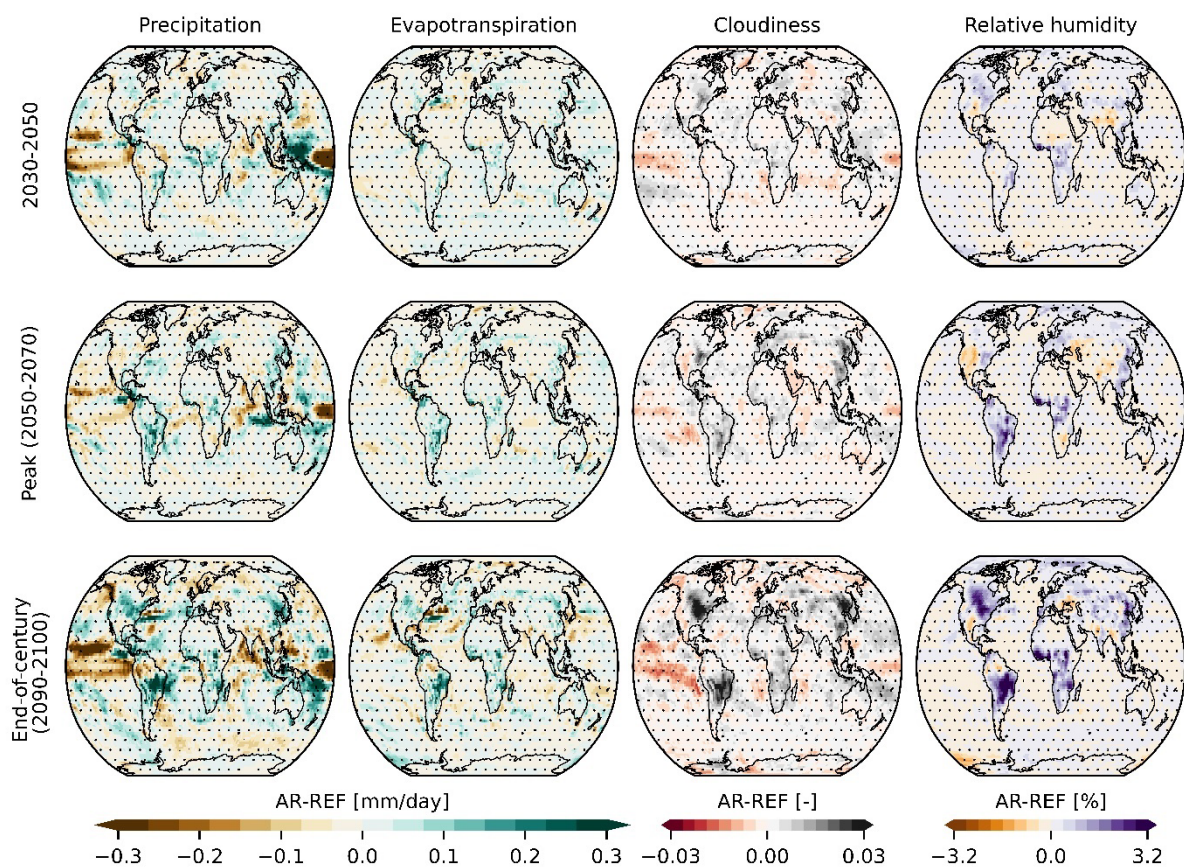 Precipitation Evapotranspiration Cloudiness Relative humidity
2030-2050
Peak (2050-2070)
End-of-century
(2090-2100)
AR-REF [mm/day] AR-REF [-] AR-REF [%]
−0.3 −0.2 −0.1 0.0 0.1 0.2 0.3 −0.03 0.00 0.03 −3.2 0.0 3.2